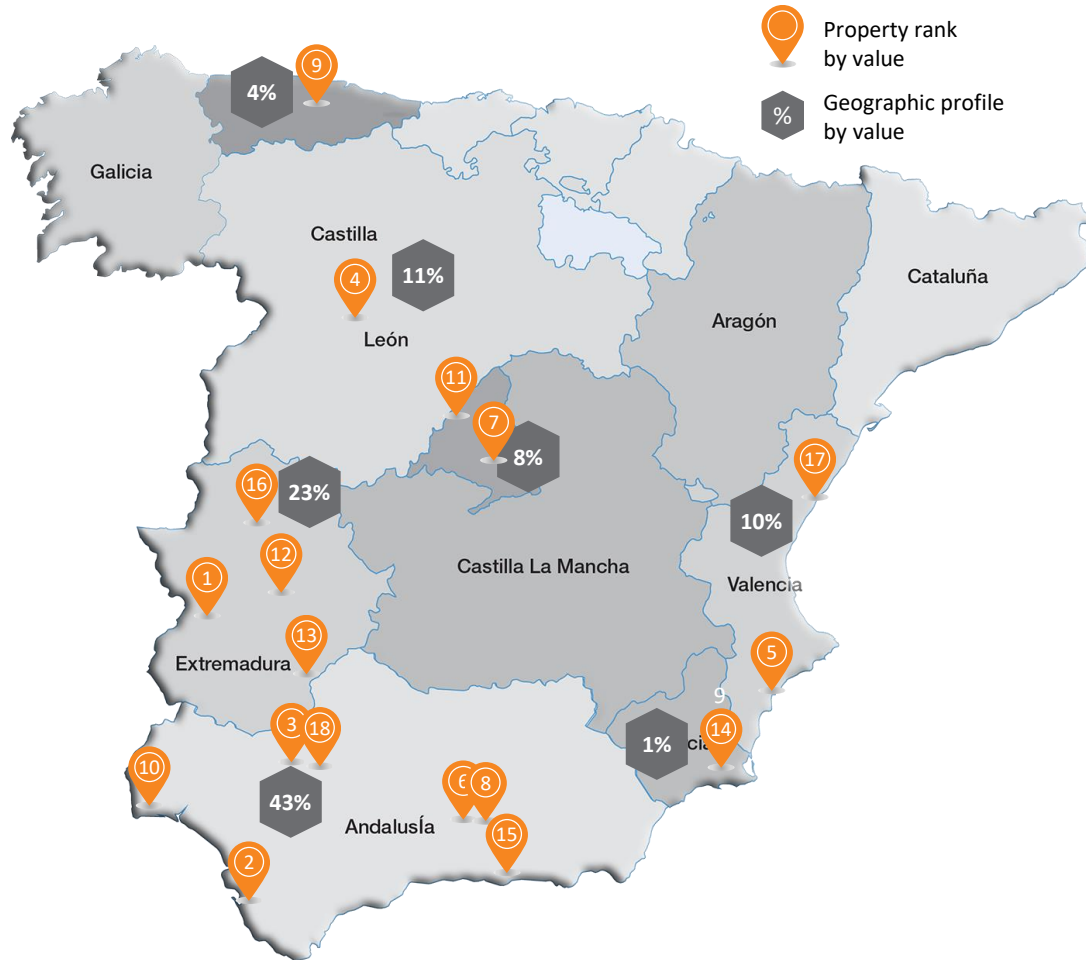 Property rank
by value
%
Geographic profile
by value
9
4%
Galicia
Castilla
4
11%
León
Cataluña
Aragón
11
7
8%
17
16
23%
10%
12
1
Castilla La Mancha
Valencia
13
Extremadura
5
9
3
18
14
1%
cia
10
43%
6
8
Andalusía
15
2